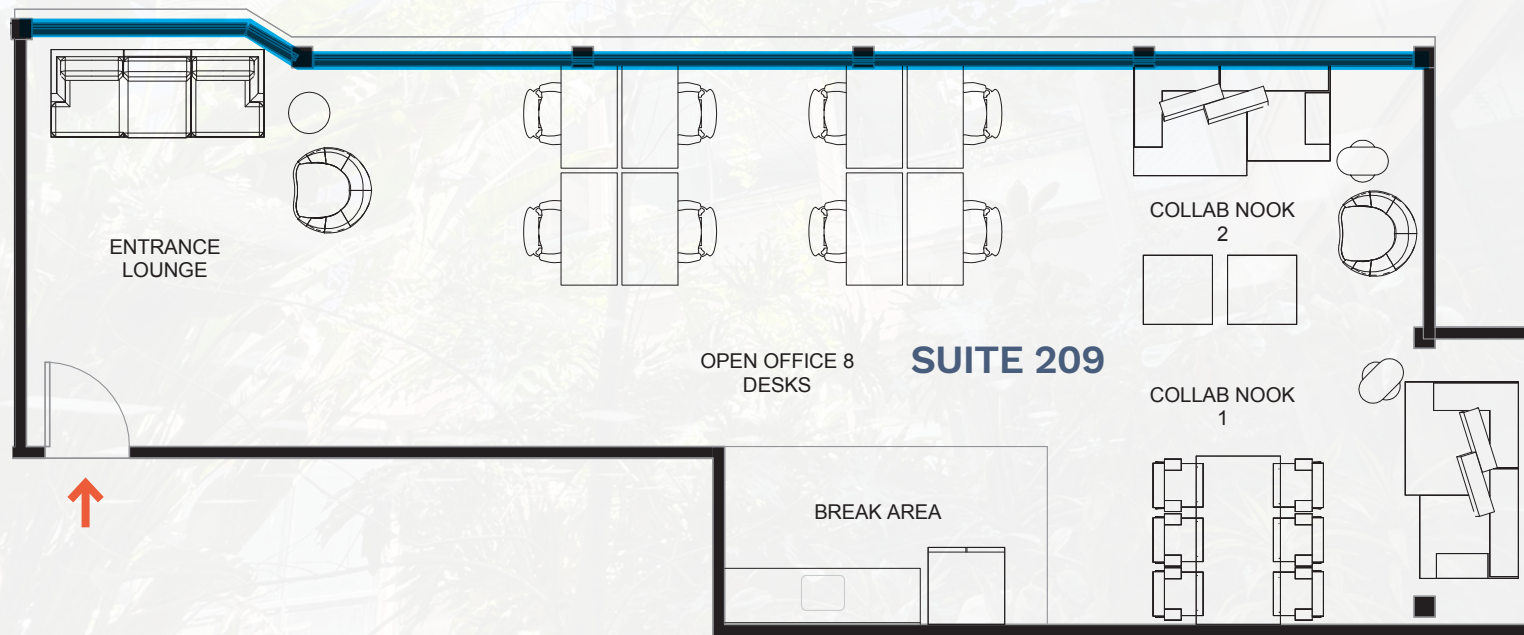 ENTRANCE
LOUNGE
OPEN OFFICE 8
DESKS
SUITE 209
COLLAB NOOK
2
COLLAB NOOK
1
BREAK AREA